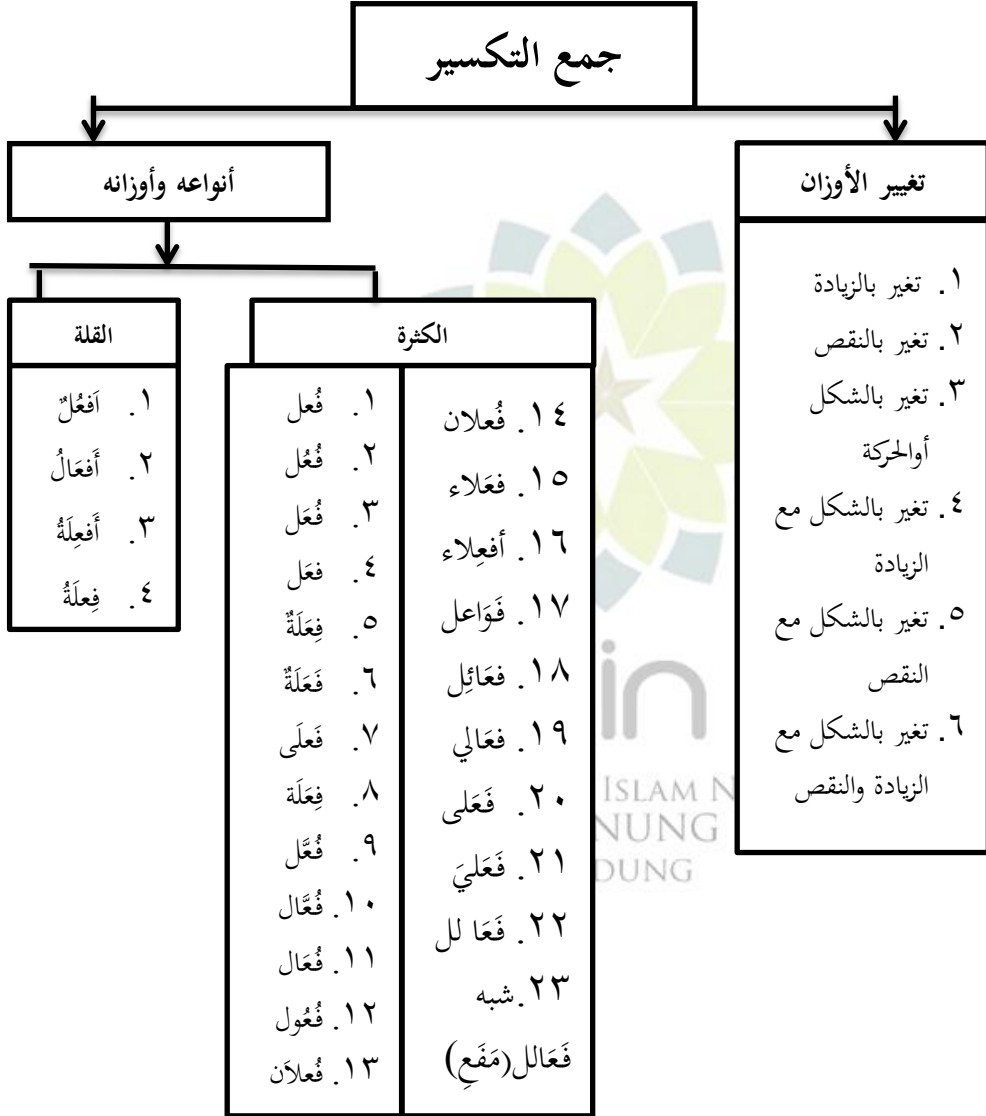 جمع التكسير
تغيير الأوزان
١. تغير بالزيادة
٢. تغير بالنقص
٣. تغير بالشكل
أوالحركة
٤. تغير بالشكل مع
الزيادة
٥. تغير بالشكل مع
النقص
٦. تغير بالشكل مع
الزيادة والنقص
أنواعه وأوزانه
الكثرة
١. فُعل
٢. فُعُل
٣. فُعَل
٤. فعَل
٥. فِعَلَةٌ
٦. فَعَلَةٌ
٧. فَعلَى
٨. فِعَلَة
٩. فُعَّل
١٠. فُعَّال
١١. فُعَال
١٢. فُعُول
١٣. فُعلاَن
١٤. فُعلان
١٥. فعَلاء
١٦. أفعِلاء
١٧. فَوَاعل
١٨. فعَائِل
١٩. فعَالي
٢٠. فَعَلى
٢١. فَعَليَ
٢٢. فَعَا لل
٢٣. شبه
فَعَالل(مَفَعِ)
القلة
١. اَفعُلٌ
٢. أَفعَالُ
٣. أَفعِلَةُ
٤. فِعلَةُ
in
ISLAM N
NUNG
DUNG